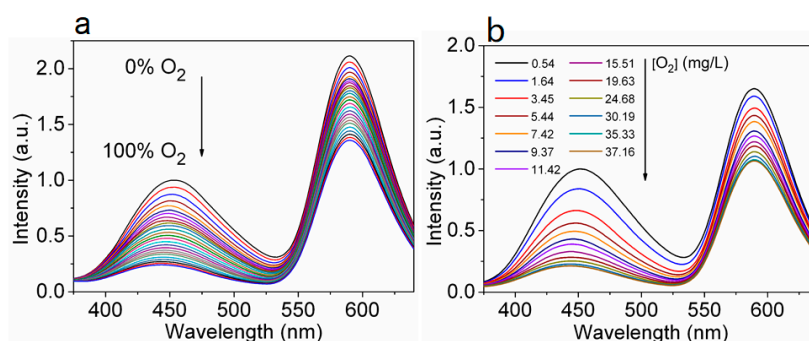 a
0% O₂
100% O₂
Intensity (a.u.)
2.0
1.5
1.0
0.5
0.0
400 450 500 550 600
Wavelength (nm)
b
[O₂] (mg/L)
0.54 15.51
1.64 19.63
3.45 24.68
5.44 30.19
7.42 35.33
9.37 37.16
11.42
Intensity (a.u.)
2.0
1.5
1.0
0.5
0.0
400 450 500 550 600
Wavelength (nm)